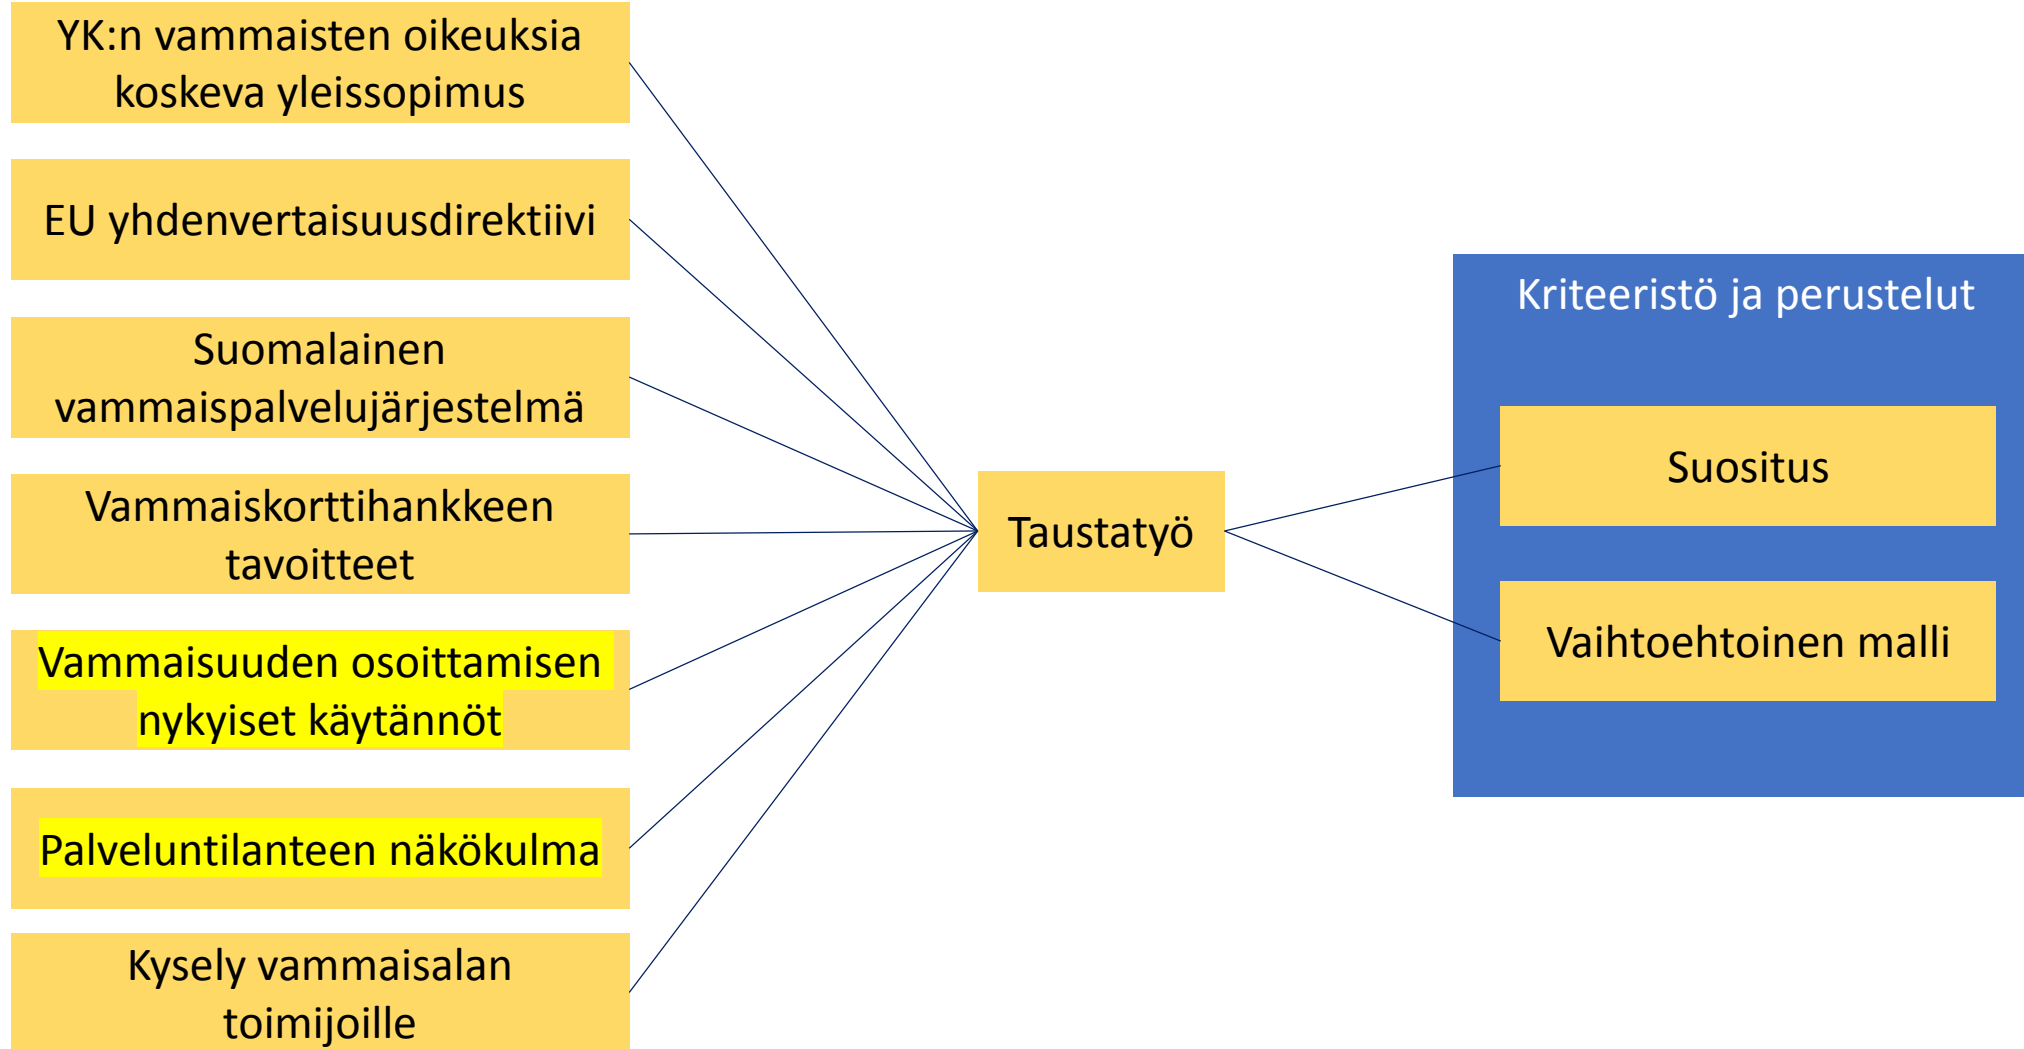 YK:n vammaisten oikeuksia
koskeva yleissopimus
EU yhdenvertaisuusdirektiivi
Suomalainen
vammaispalvelujärjestelmä
Vammaiskorttihankkeen
tavoitteet
Vammaisuuden osoittamisen
nykyiset käytännöt
Palveluntilanteen näkökulma
Kysely vammaisalan
toimijoille
Taustatyö
Kriteeristö ja perustelut
Suositus
Vaihtoehtoinen malli